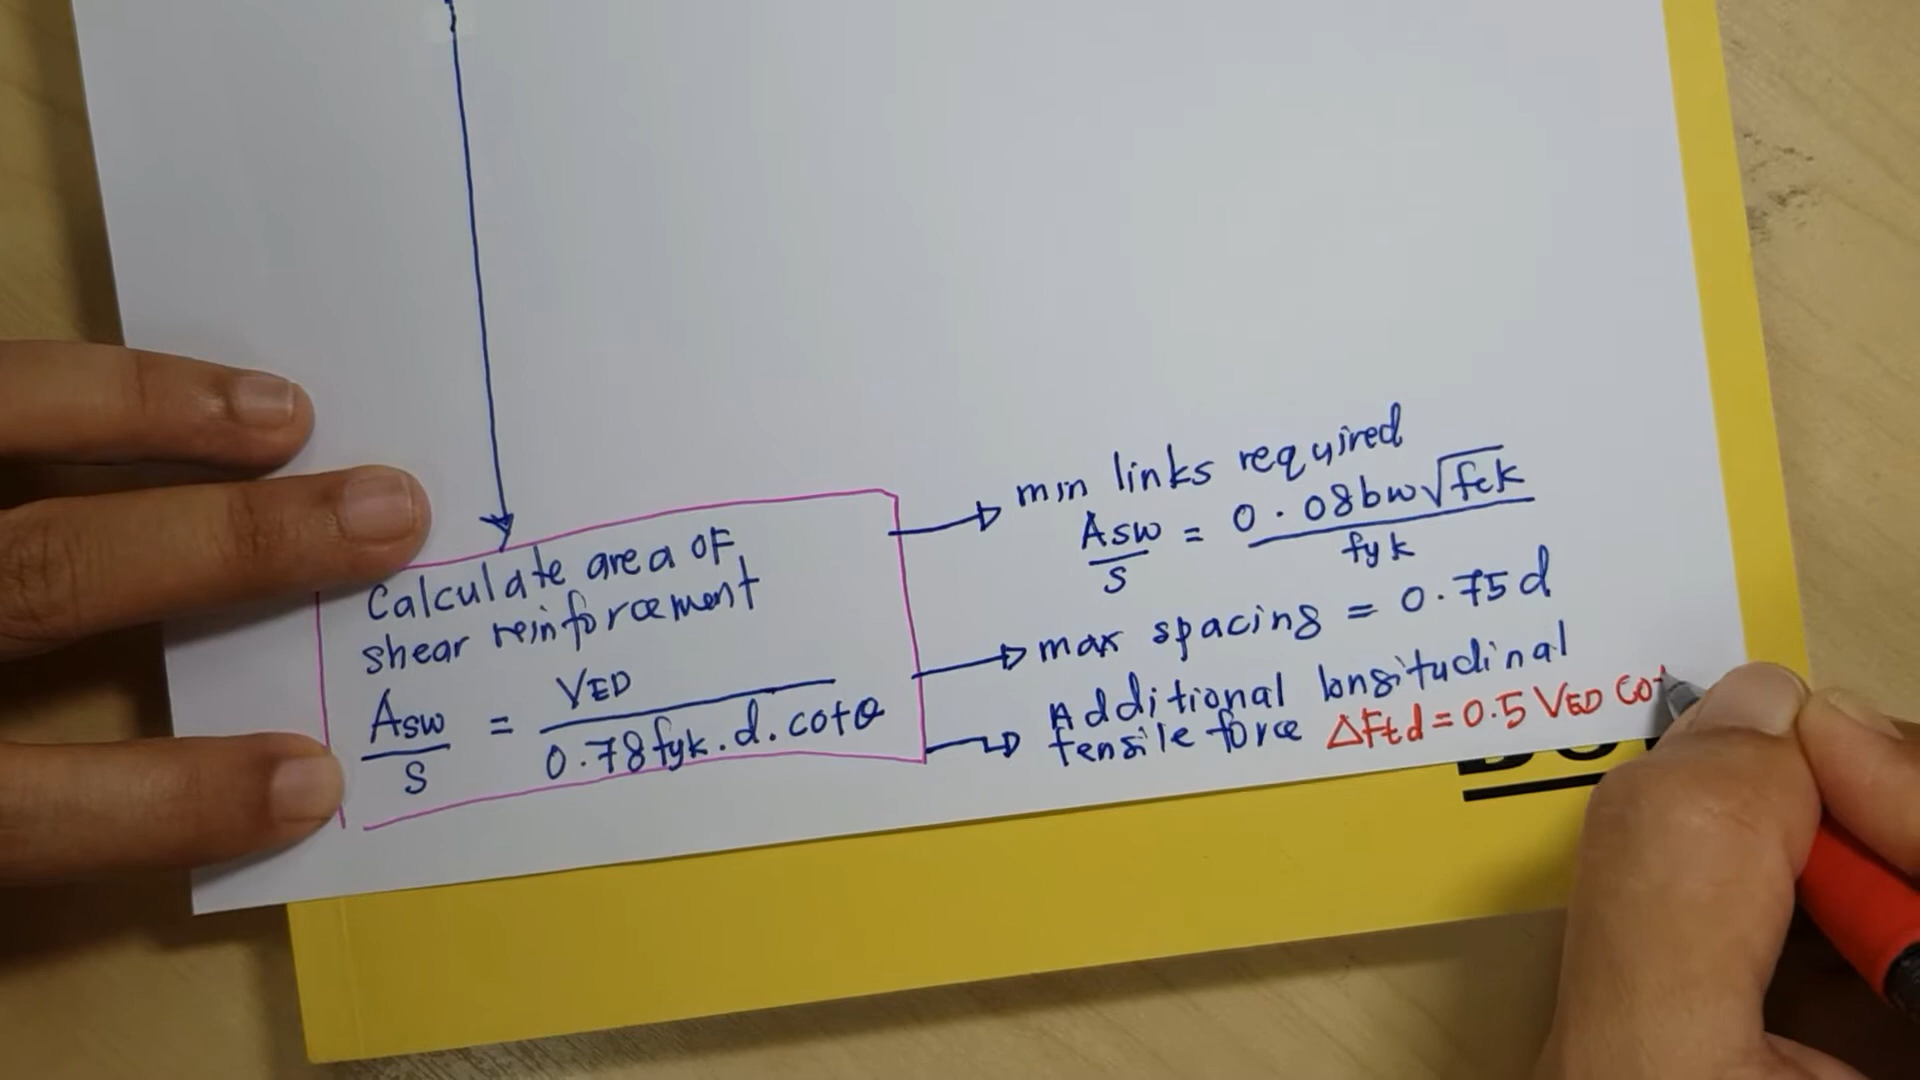 Calculate area of
shear reinforcement
Asw/s = VED/0.78fyk.d.cotθ
min links required
Asw/s = 0.08bw√fck/fyk
max spacing = 0.75d
Additional longitudinal
tensile force ΔFtd = 0.5 VED cot